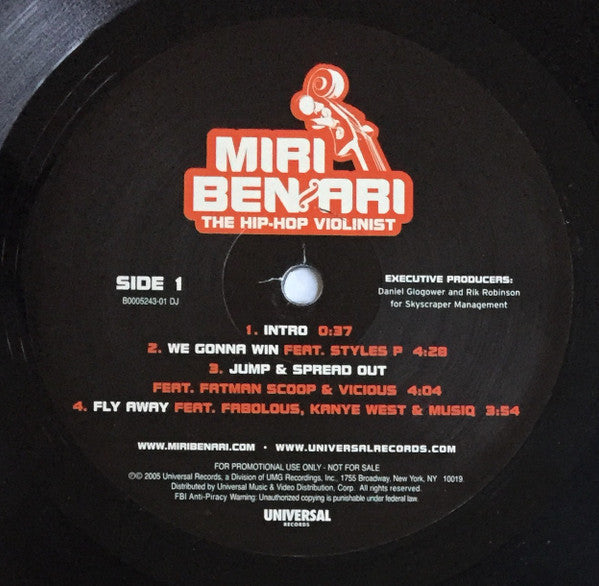 MIRI
BEN ARI
THE HIP-HOP VIOLINIST
SIDE 1
B0005243-01 DJ
EXECUTIVE PRODUCERS:
Daniel Glogower and Rik Robinson
for Skyscraper Management
1. INTRO 0:37
2. WE GONNA WIN FEAT. STYLES P 4:28
3. JUMP & SPREAD OUT
FEAT. FATMAN SCOOP & VICIOUS 4:04
4. FLY AWAY FEAT. FABOLOUS, KANYE WEST & MUSIQ 3:54
WWW.MIRIBENARI.COM • WWW.UNIVERSALRECORDS.COM
FOR PROMOTIONAL USE ONLY - NOT FOR SALE
℗© 2005 Universal Records, a Division of UMG Recordings, Inc., 1755 Broadway, New York, NY 10019.
Distributed by Universal Music & Video Distribution, Corp. All rights reserved.
FBI Anti-Piracy Warning: Unauthorized copying is punishable under federal law.
UNIVERSAL
RECORDS